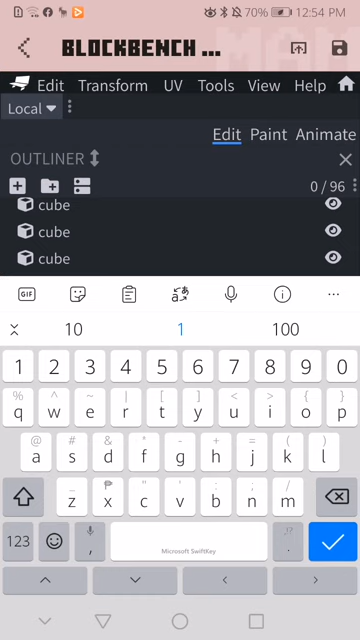 70% 12:54 PM
BLOCKBENCH ...
Edit Transform UV Tools View Help
Local
Edit Paint Animate
OUTLINER
0 / 96
cube
cube
cube
GIF
10 1 100
1 2 3 4 5 6 7 8 9 0
% ^ ~ | [ ] < > { }
q w e r t y u i o p
@ # & * - + = ( )
a s d f g h j k l
_ ₱ " ' : ; /
z x c v b n m
123 , Microsoft SwiftKey ,!? .